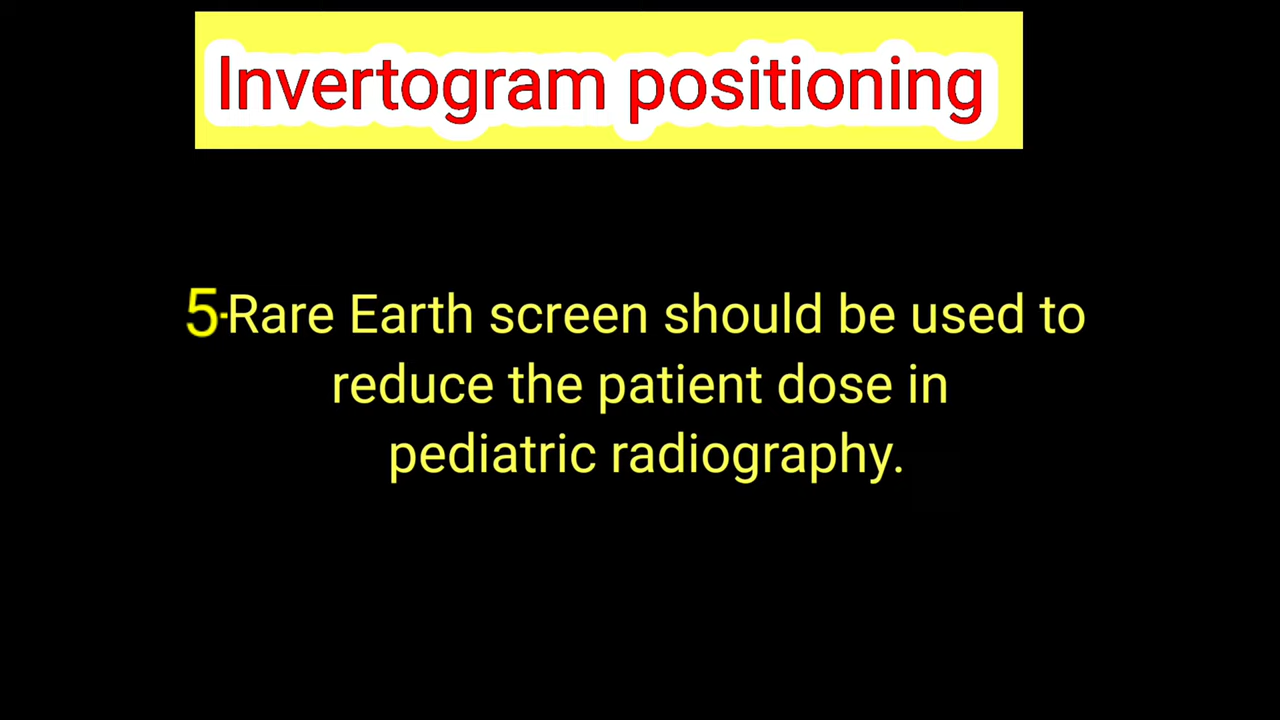 Invertogram positioning
5-Rare Earth screen should be used to
reduce the patient dose in
pediatric radiography.